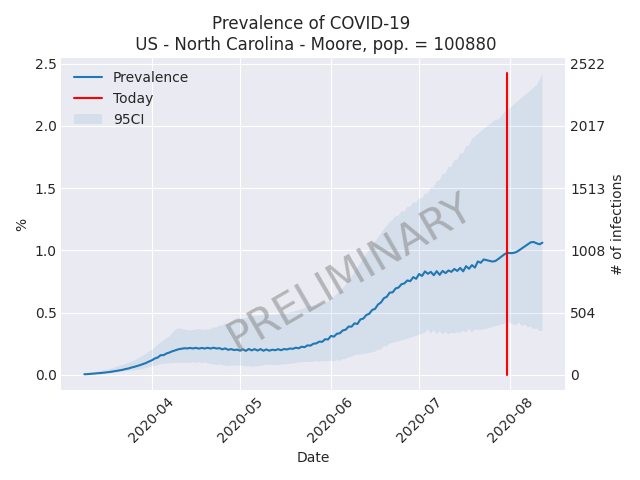 Prevalence of COVID-19
US - North Carolina - Moore, pop. = 100880
2.5
2.0
1.5
1.0
0.5
0.0
%
Prevalence
Today
95CI
PRELIMINARY
2522
2017
1513
1008
504
0
# of infections
2020-04
2020-05
2020-06
2020-07
2020-08
Date